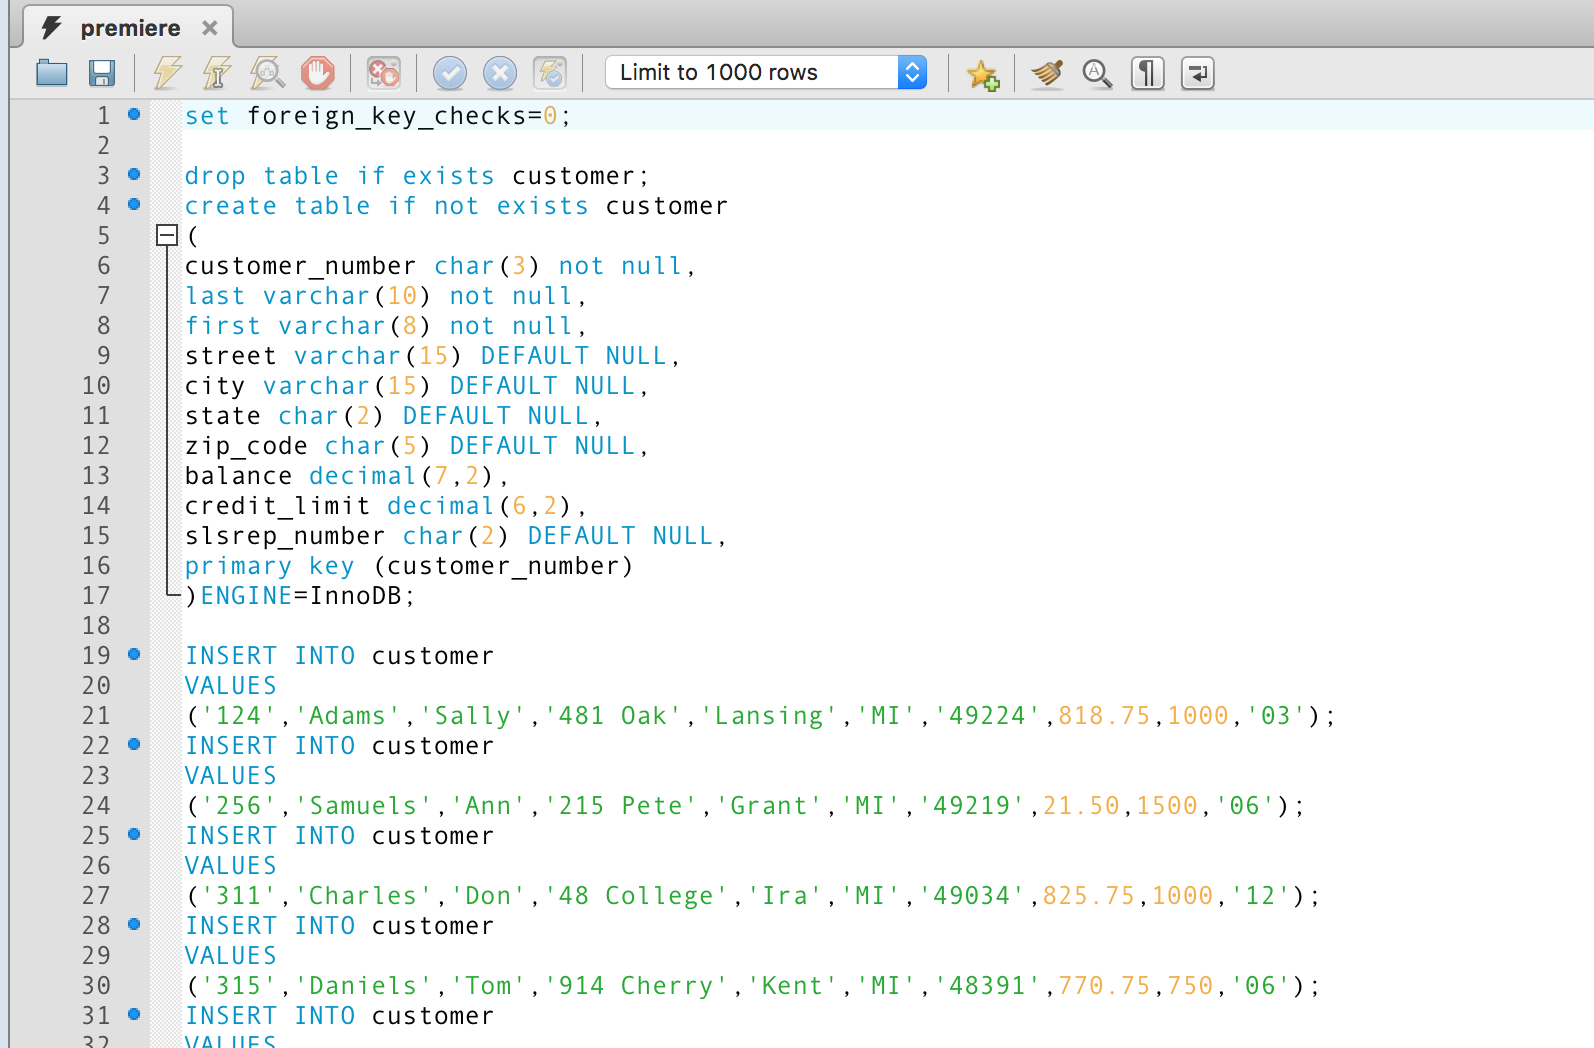 premiere
Limit to 1000 rows
1 set foreign_key_checks=0;
2
3 drop table if exists customer;
4 create table if not exists customer
5 (
6 customer_number char(3) not null,
7 last varchar(10) not null,
8 first varchar(8) not null,
9 street varchar(15) DEFAULT NULL,
10 city varchar(15) DEFAULT NULL,
11 state char(2) DEFAULT NULL,
12 zip_code char(5) DEFAULT NULL,
13 balance decimal(7,2),
14 credit_limit decimal(6,2),
15 slsrep_number char(2) DEFAULT NULL,
16 primary key (customer_number)
17 )ENGINE=InnoDB;
18
19 INSERT INTO customer
20 VALUES
21 ('124','Adams','Sally','481 Oak','Lansing','MI','49224',818.75,1000,'03');
22 INSERT INTO customer
23 VALUES
24 ('256','Samuels','Ann','215 Pete','Grant','MI','49219',21.50,1500,'06');
25 INSERT INTO customer
26 VALUES
27 ('311','Charles','Don','48 College','Ira','MI','49034',825.75,1000,'12');
28 INSERT INTO customer
29 VALUES
30 ('315','Daniels','Tom','914 Cherry','Kent','MI','48391',770.75,750,'06');
31 INSERT INTO customer
32 VALUES